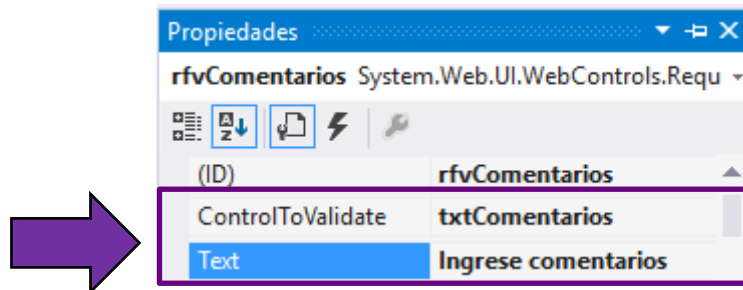 Propiedades
rfvComentarios System.Web.UI.WebControls.Requ
(ID) rfvComentarios
ControlToValidate txtComentarios
Text Ingrese comentarios